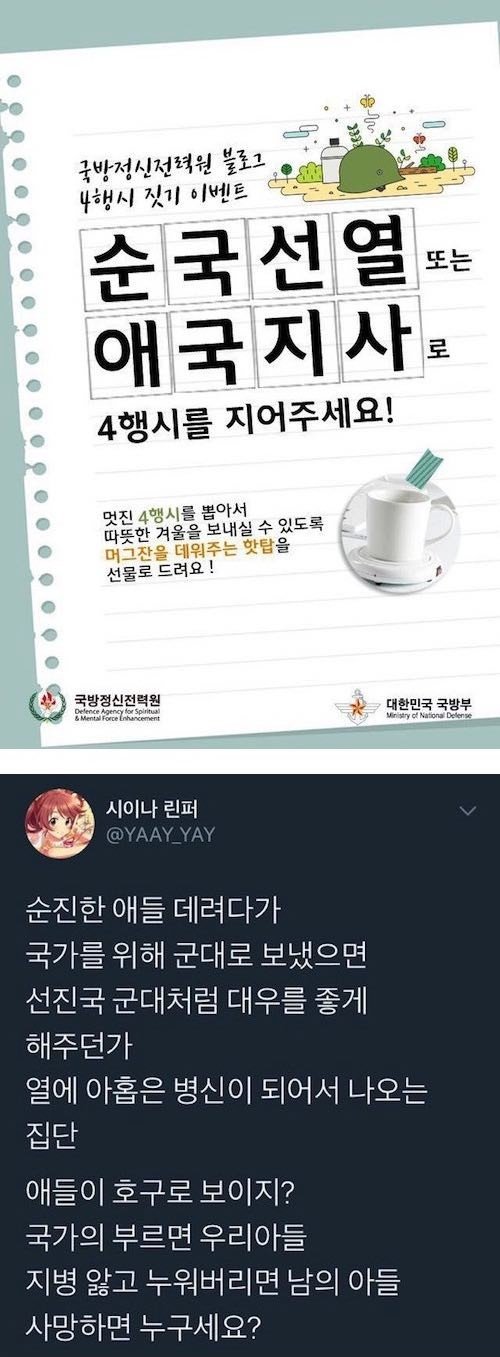 국방정신전력원 블로그
4행시 짓기 이벤트
순국선열 또는
애국지사로
4행시를 지어주세요!
멋진 4행시를 뽑아서
따뜻한 겨울을 보내실 수 있도록
머그잔을 데워주는 핫탑을
선물로 드려요!
국방정신전력원
Defence Agency for Spiritual
& Mental Force Enhancement
대한민국 국방부
Ministry of National Defense
시이나 린퍼
@YAAY_YAY
순진한 애들 데려다가
국가를 위해 군대로 보냈으면
선진국 군대처럼 대우를 좋게
해주던가
열에 아홉은 병신이 되어서 나오는
집단
애들이 호구로 보이지?
국가의 부르면 우리아들
지병 앓고 누워버리면 남의 아들
사망하면 누구세요?